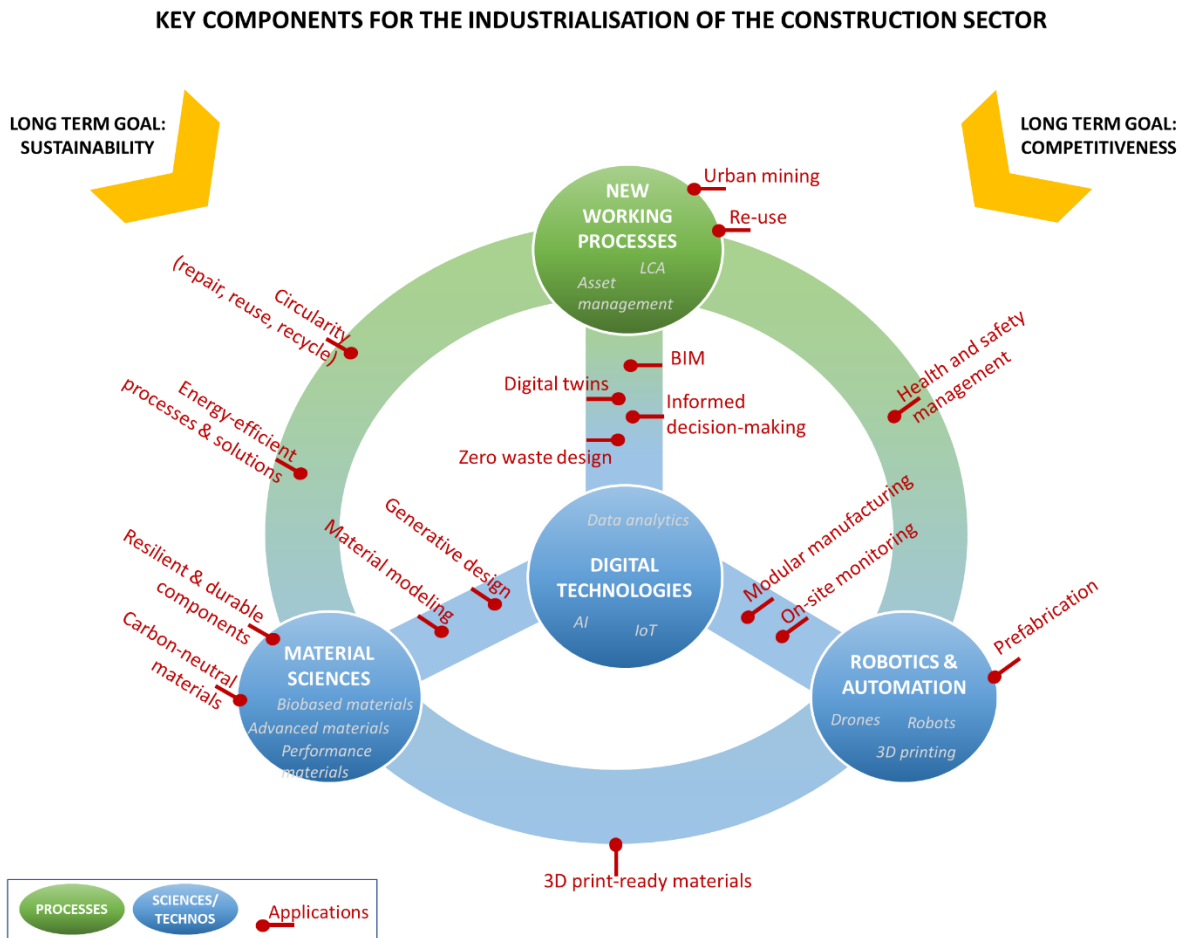 KEY COMPONENTS FOR THE INDUSTRIALISATION OF THE CONSTRUCTION SECTOR
LONG TERM GOAL:
SUSTAINABILITY
LONG TERM GOAL:
COMPETITIVENESS
Urban mining
Re-use
NEW
WORKING
PROCESSES
LCA
Asset
management
Circularity
(repair, reuse, recycle)
Energy-efficient
processes & solutions
BIM
Digital twins
Informed
decision-making
Zero waste design
Health and safety
management
Generative design
Material modeling
Data analytics
DIGITAL
TECHNOLOGIES
AI
IoT
Modular manufacturing
On-site monitoring
Resilient & durable
components
Carbon-neutral
materials
MATERIAL
SCIENCES
Biobased materials
Advanced materials
Performance
materials
ROBOTICS &
AUTOMATION
Drones
Robots
3D printing
Prefabrication
3D print-ready materials
PROCESSES
SCIENCES/
TECHNOS
Applications